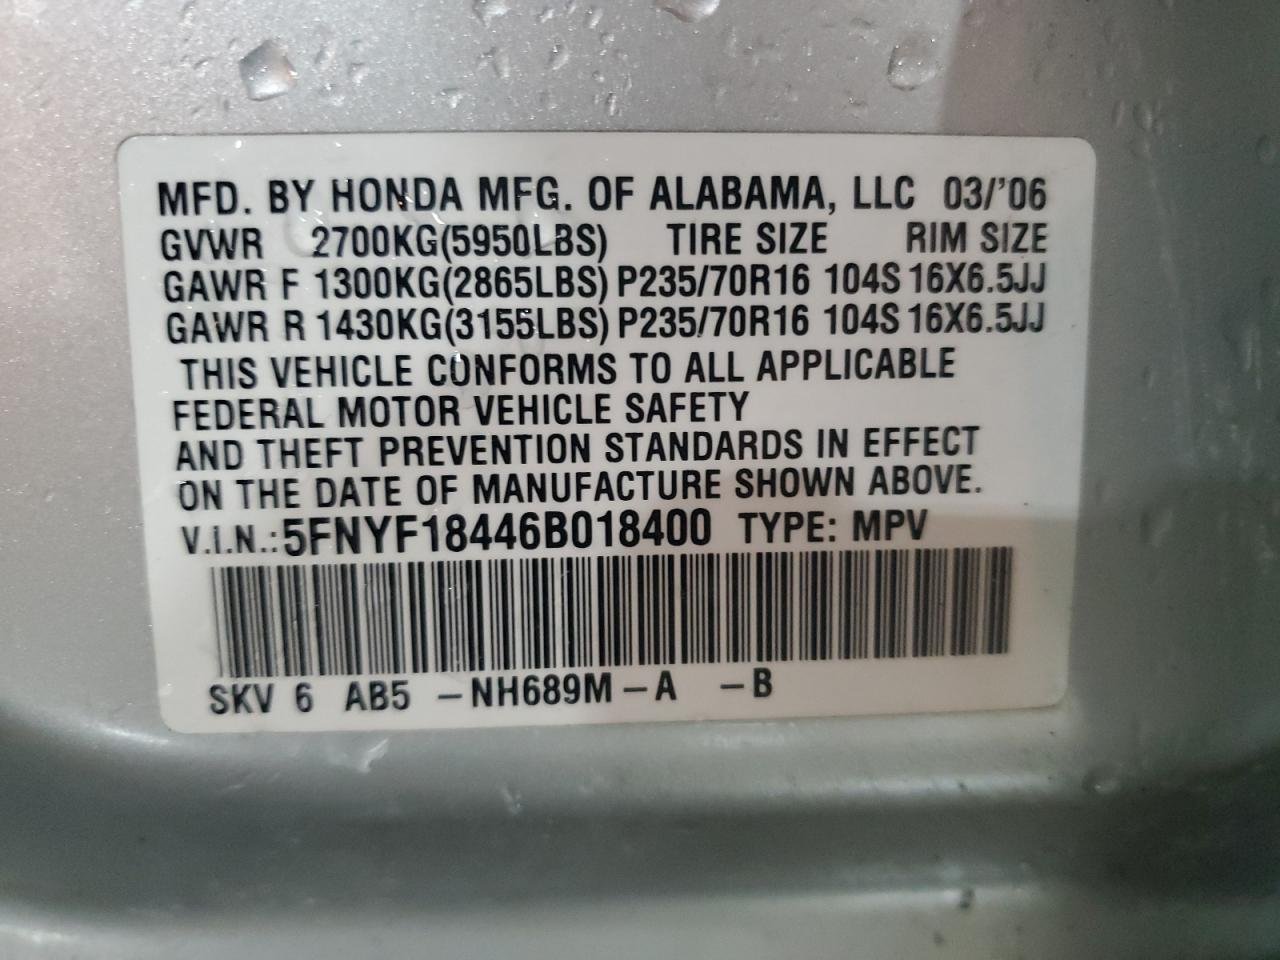 MFD. BY HONDA MFG. OF ALABAMA, LLC 03/'06
GVWR 2700KG(5950LBS) TIRE SIZE RIM SIZE
GAWR F 1300KG(2865LBS) P235/70R16 104S 16X6.5JJ
GAWR R 1430KG(3155LBS) P235/70R16 104S 16X6.5JJ
THIS VEHICLE CONFORMS TO ALL APPLICABLE
FEDERAL MOTOR VEHICLE SAFETY
AND THEFT PREVENTION STANDARDS IN EFFECT
ON THE DATE OF MANUFACTURE SHOWN ABOVE.
V.I.N.: 5FNYF18446B018400 TYPE: MPV
SKV 6 AB5 –NH689M–A –B